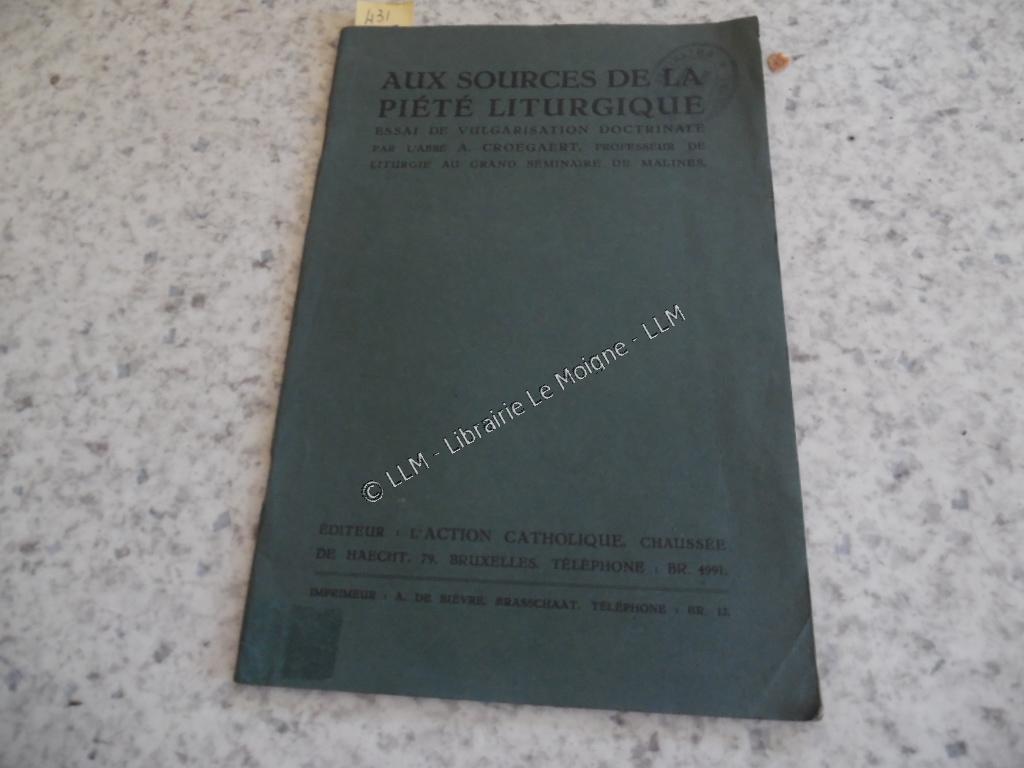 431
AUX SOURCES DE LA
PIÉTÉ LITURGIQUE
ESSAI DE VULGARISATION DOCTRINALE
PAR L'ABBÉ A. CROEGAERT, PROFESSEUR DE
LITURGIE AU GRAND SÉMINAIRE DE MALINES.
© LLM - Librairie Le Moigne - LLM
ÉDITEUR : L'ACTION CATHOLIQUE, CHAUSSÉE
DE HAECHT, 79, BRUXELLES. TÉLÉPHONE : BR. 4991.
IMPRIMEUR : A. DE BIÈVRE, BRASSCHAAT. TÉLÉPHONE : BR. 12.